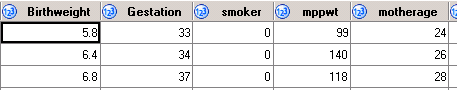 Birthweight Gestation smoker mppwt motherage
5.8 33 0 99 24
6.4 34 0 140 26
6.8 37 0 118 28